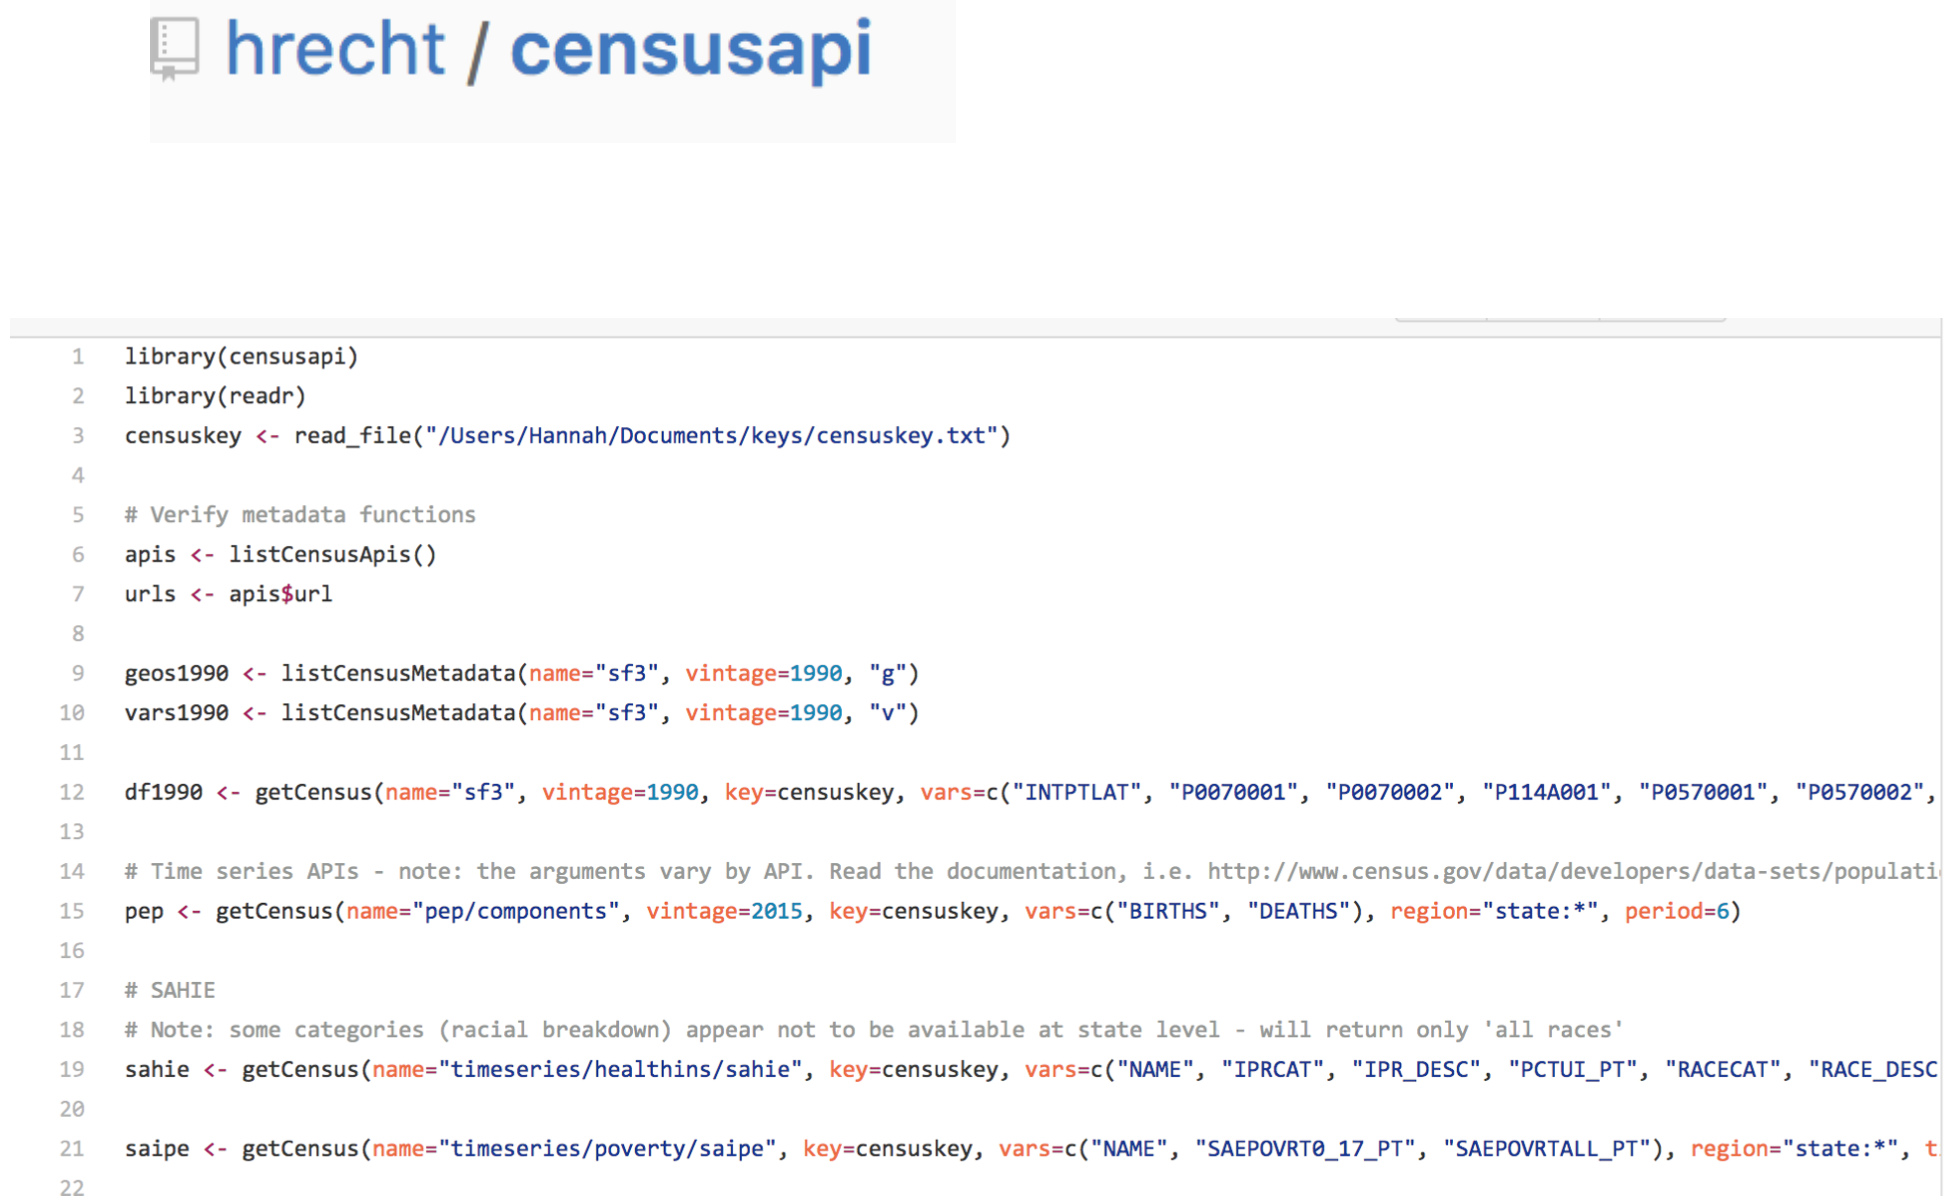 hrecht / censusapi
1 library(censusapi)
2 library(readr)
3 censuskey <- read_file("/Users/Hannah/Documents/keys/censuskey.txt")
4
5 # Verify metadata functions
6 apis <- listCensusApis()
7 urls <- apis$url
8
9 geos1990 <- listCensusMetadata(name="sf3", vintage=1990, "g")
10 vars1990 <- listCensusMetadata(name="sf3", vintage=1990, "v")
11
12 df1990 <- getCensus(name="sf3", vintage=1990, key=censuskey, vars=c("INTPTLAT", "P0070001", "P0070002", "P114A001", "P0570001", "P0570002",
13
14 # Time series APIs - note: the arguments vary by API. Read the documentation, i.e. http://www.census.gov/data/developers/data-sets/populati
15 pep <- getCensus(name="pep/components", vintage=2015, key=censuskey, vars=c("BIRTHS", "DEATHS"), region="state:*", period=6)
16
17 # SAHIE
18 # Note: some categories (racial breakdown) appear not to be available at state level - will return only 'all races'
19 sahie <- getCensus(name="timeseries/healthins/sahie", key=censuskey, vars=c("NAME", "IPRCAT", "IPR_DESC", "PCTUI_PT", "RACECAT", "RACE_DESC
20
21 saipe <- getCensus(name="timeseries/poverty/saipe", key=censuskey, vars=c("NAME", "SAEPOVRT0_17_PT", "SAEPOVRTALL_PT"), region="state:*", t
22